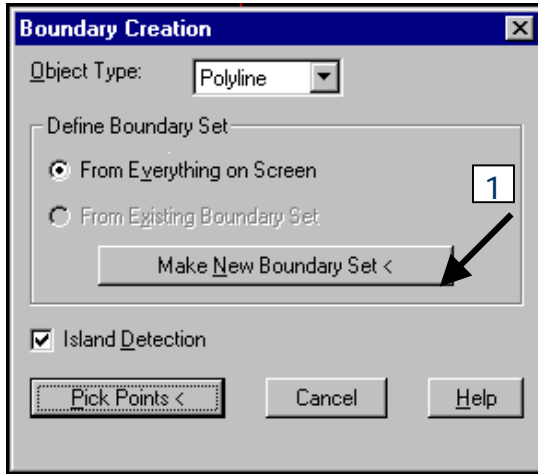 Boundary Creation
Object Type: Polyline
Define Boundary Set
From Everything on Screen
1
From Existing Boundary Set
Make New Boundary Set <
Island Detection
Pick Points < Cancel Help